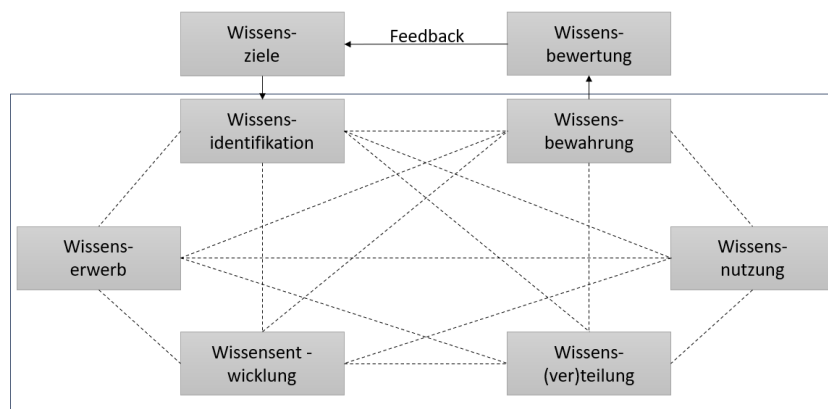 Wissens-
ziele
Feedback
Wissens-
bewertung
Wissens-
identifikation
Wissens-
bewahrung
Wissens-
erwerb
Wissens-
nutzung
Wissensent -
wicklung
Wissens-
(ver)teilung